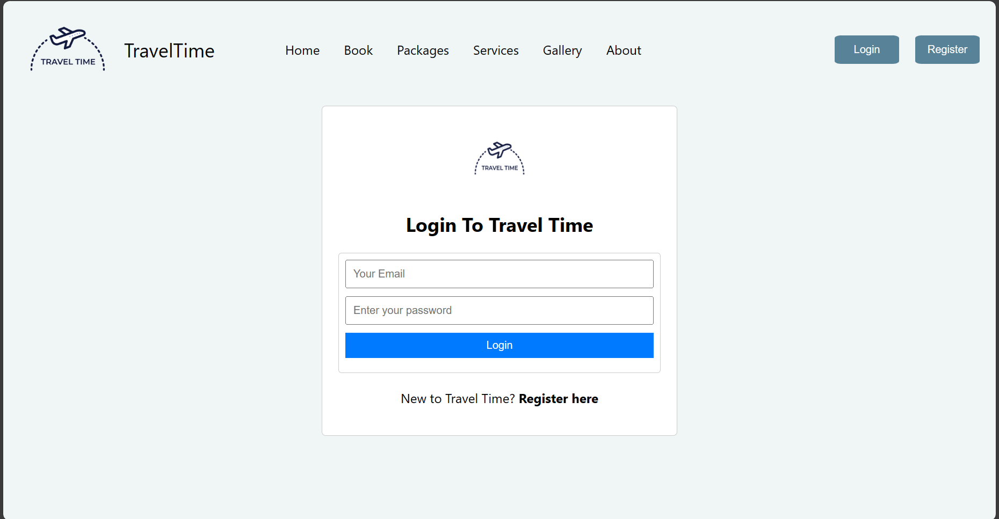 TRAVEL TIME
TravelTime
Home Book Packages Services Gallery About
Login Register
TRAVEL TIME
Login To Travel Time
Your Email
Enter your password
Login
New to Travel Time? Register here